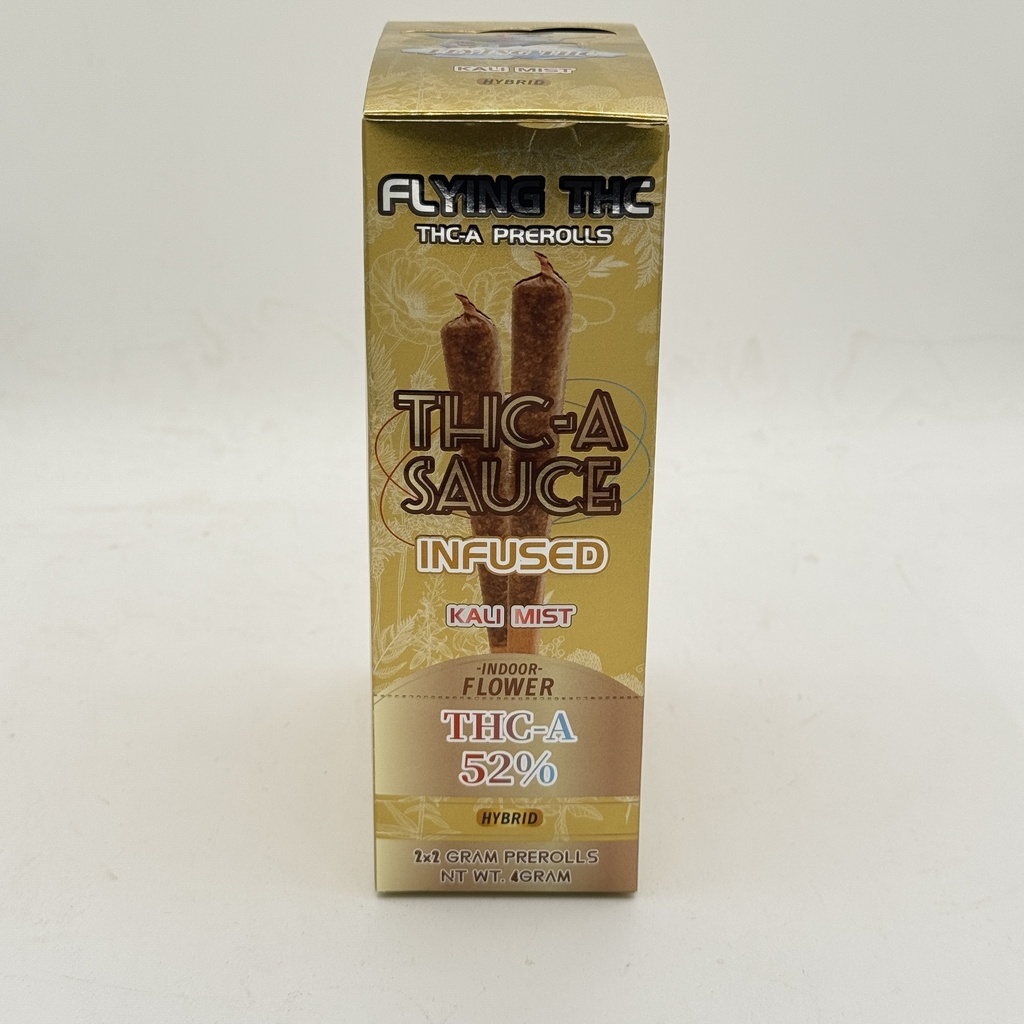 KALI MIST
HYBRID
FLYING THC
THC-A PREROLLS
THC-A
SAUCE
INFUSED
KALI MIST
-INDOOR-
FLOWER
THC-A
52%
HYBRID
2x2 GRAM PREROLLS
NT WT. 4GRAM